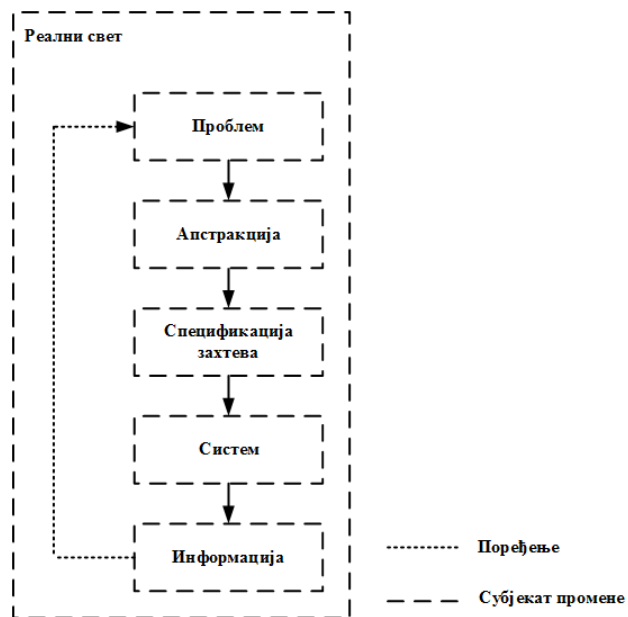 Реални свет
Проблем
Апстракција
Спецификација
захтева
Систем
Информација
Поређење
Субјекат промене